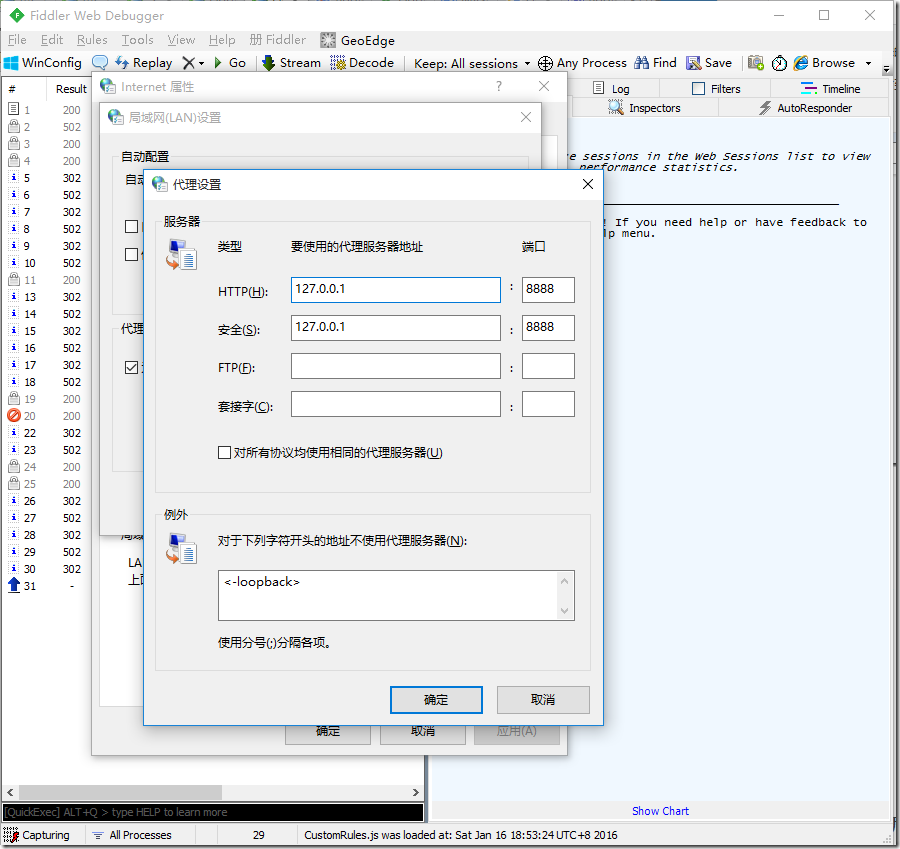 Fiddler Web Debugger
File Edit Rules Tools View Help 册 Fiddler GeoEdge
WinConfig Replay Go Stream Decode Keep: All sessions Any Process Find Save Browse
# Result
1 200
2 502
3 200
4 200
5 302
6 502
7 302
8 502
9 302
10 502
11 200
13 302
14 502
15 302
16 502
17 302
18 502
19 200
20 200
22 302
23 502
24 200
25 200
26 302
27 502
28 302
29 502
30 302
31 -
Log Filters Timeline
Inspectors AutoResponder
e sessions in the Web Sessions list to view
performance statistics.
! If you need help or have feedback to
lp menu.
Internet 属性
局域网(LAN)设置
自动配置
自动
代理
LA
上面
确定 取消 应用(A)
代理设置
服务器
类型 要使用的代理服务器地址 端口
HTTP(H): 127.0.0.1 : 8888
安全(S): 127.0.0.1 : 8888
FTP(F): :
套接字(C): :
对所有协议均使用相同的代理服务器(U)
例外
对于下列字符开头的地址不使用代理服务器(N):
<-loopback>
使用分号(;)分隔各项。
确定 取消
Show Chart
[QuickExec] ALT+Q > type HELP to learn more
Capturing All Processes 29 CustomRules.js was loaded at: Sat Jan 16 18:53:24 UTC+8 2016